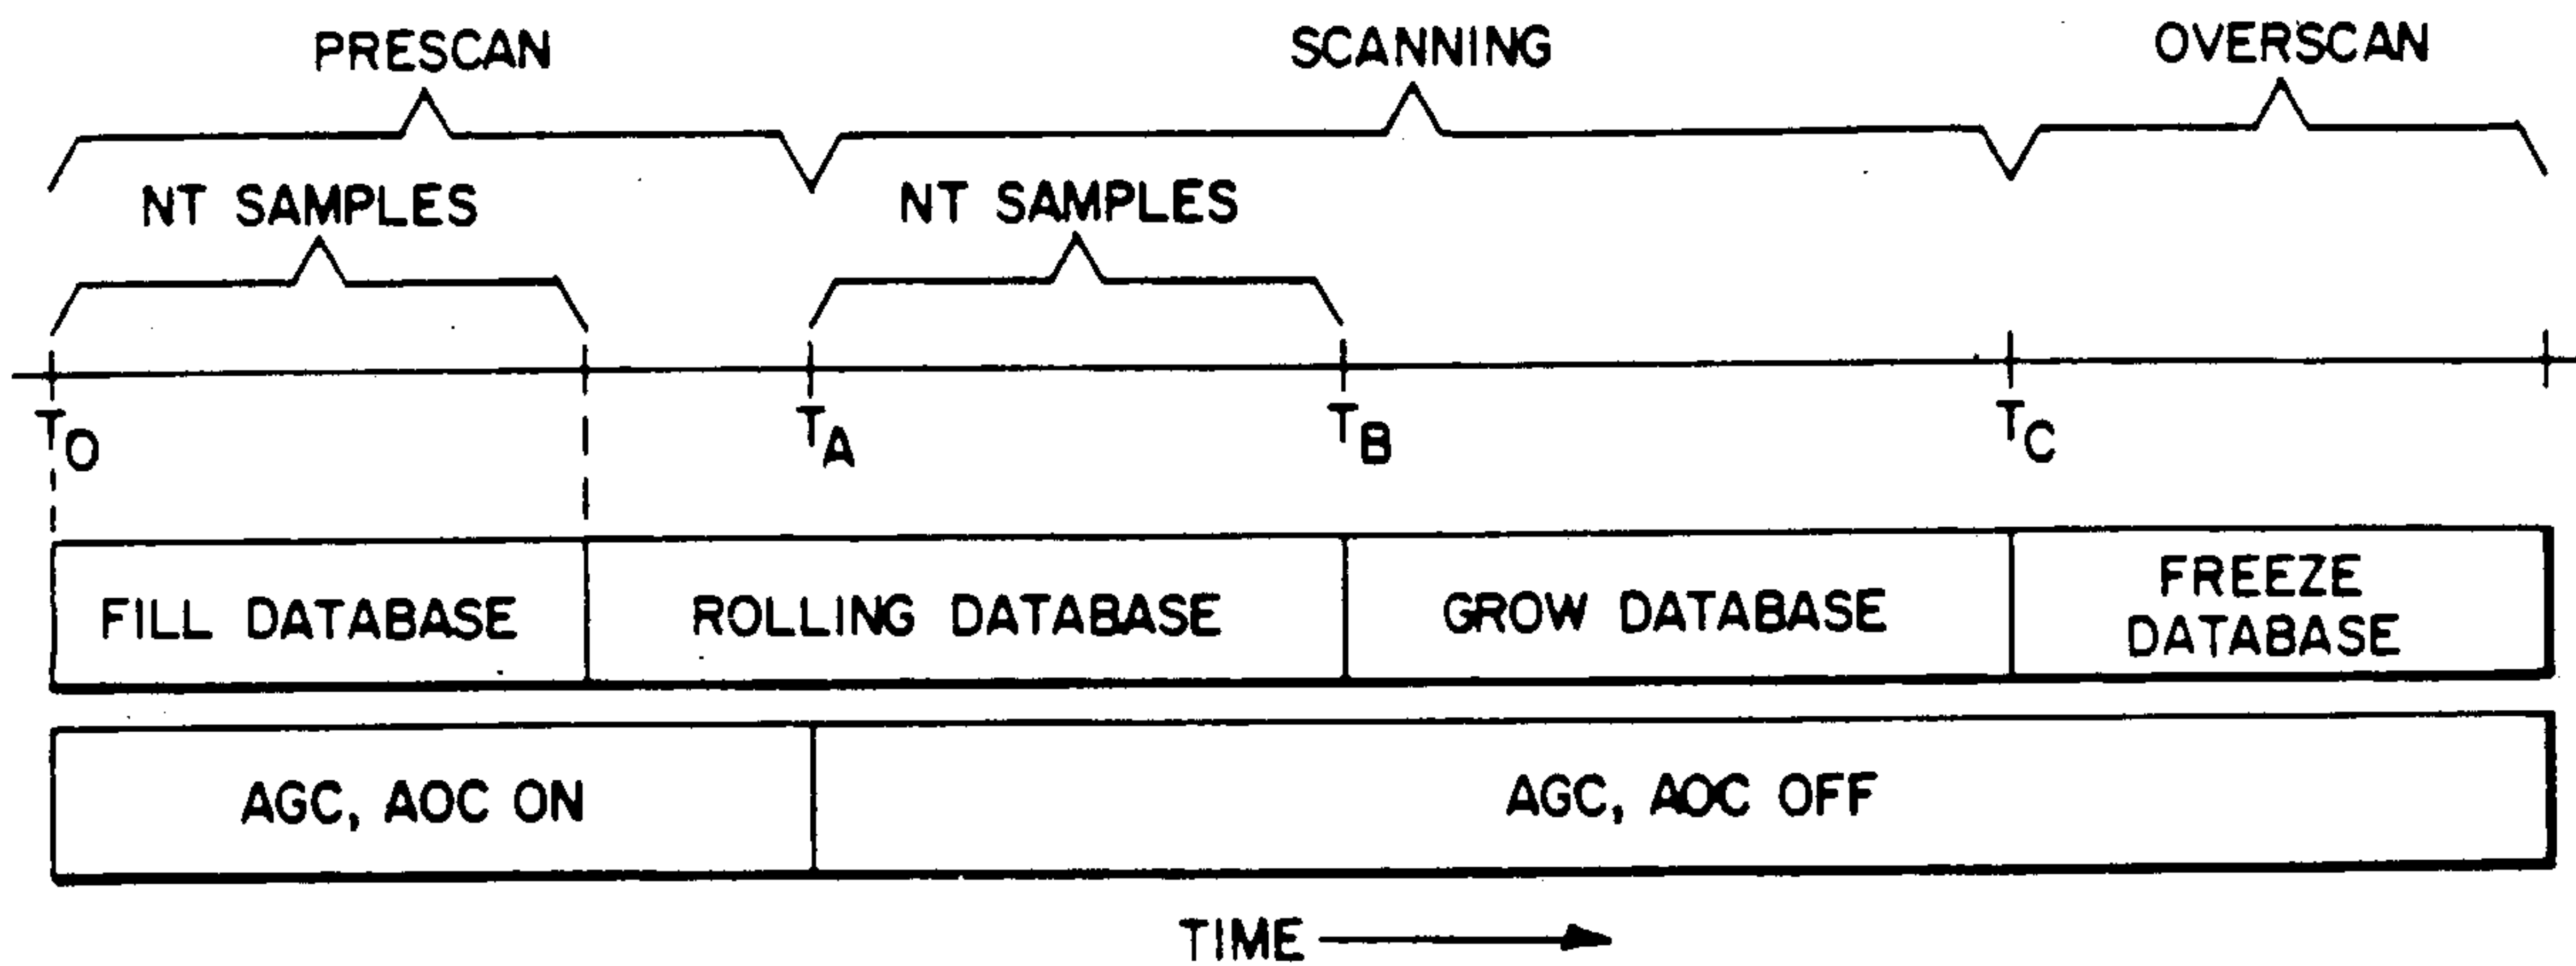 PRESCAN
SCANNING
OVERSCAN
NT SAMPLES
NT SAMPLES
TO
TA
TB
TC
FILL DATABASE
ROLLING DATABASE
GROW DATABASE
FREEZE
DATABASE
AGC, AOC ON
AGC, AOC OFF
TIME